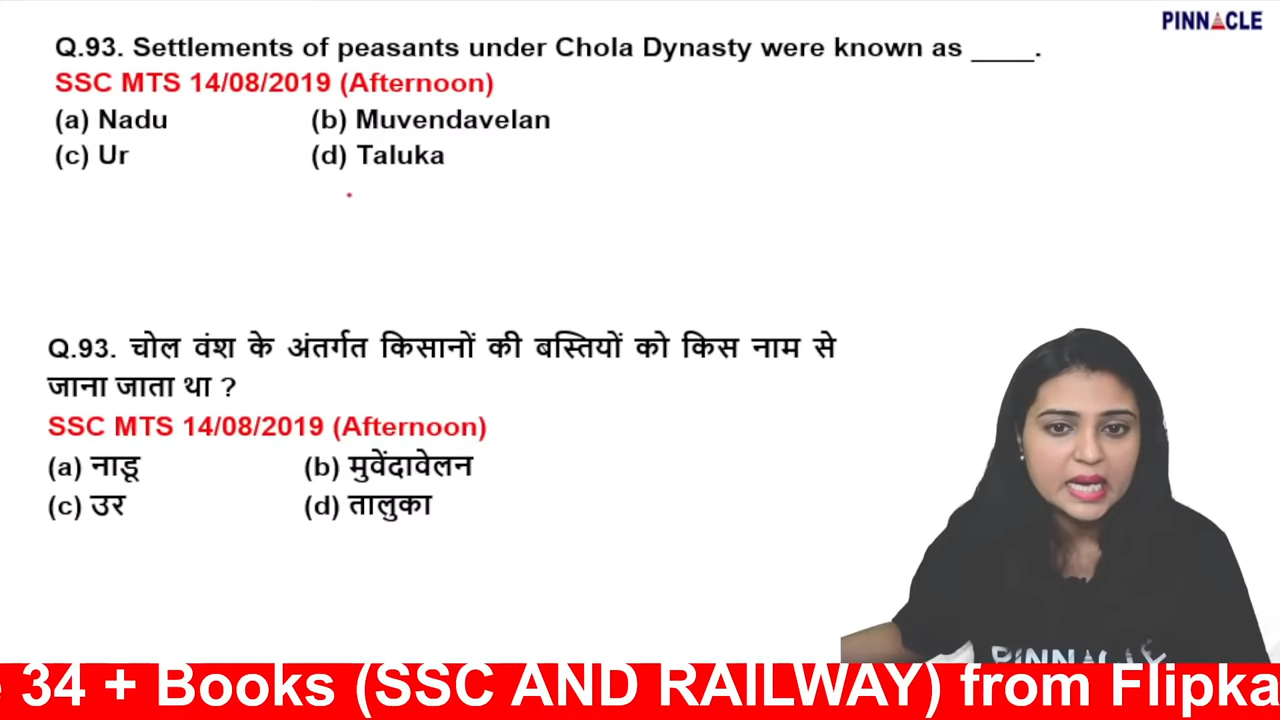 PINNACLE
Q.93. Settlements of peasants under Chola Dynasty were known as ____.
SSC MTS 14/08/2019 (Afternoon)
(a) Nadu (b) Muvendavelan
(c) Ur (d) Taluka
Q.93. चोल वंश के अंतर्गत किसानों की बस्तियों को किस नाम से
जाना जाता था ?
SSC MTS 14/08/2019 (Afternoon)
(a) नाडू (b) मुवेंदावेलन
(c) उर (d) तालुका
PINNACLE
34 + Books (SSC AND RAILWAY) from Flipka